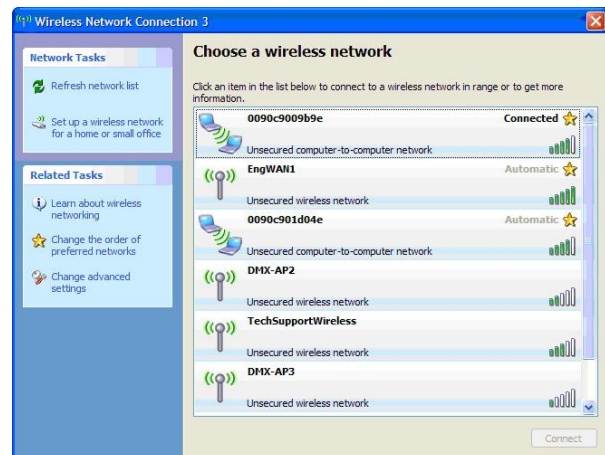 Wireless Network Connection 3
Network Tasks
Refresh network list
Set up a wireless network
for a home or small office
Related Tasks
Learn about wireless
networking
Change the order of
preferred networks
Change advanced
settings
Choose a wireless network
Click an item in the list below to connect to a wireless network in range or to get more
information.
0090c9009b9e Connected
Unsecured computer-to-computer network
EngWAN1 Automatic
Unsecured wireless network
0090c901d04e Automatic
Unsecured computer-to-computer network
DMX-AP2
Unsecured wireless network
TechSupportWireless
Unsecured wireless network
DMX-AP3
Unsecured wireless network
Connect